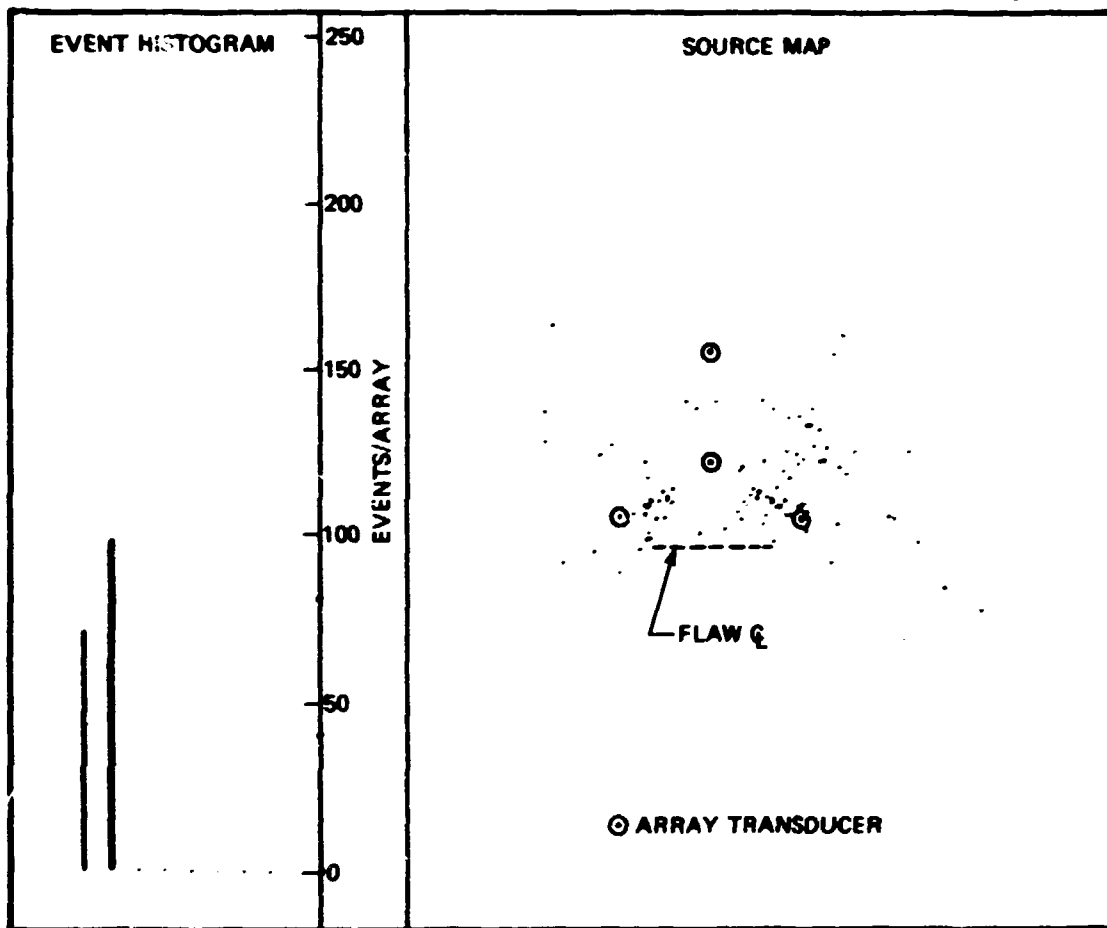 EVENT HISTOGRAM
250
200
150
100
50
0
EVENTS/ARRAY
SOURCE MAP
FLAW ℄
⊙ ARRAY TRANSDUCER